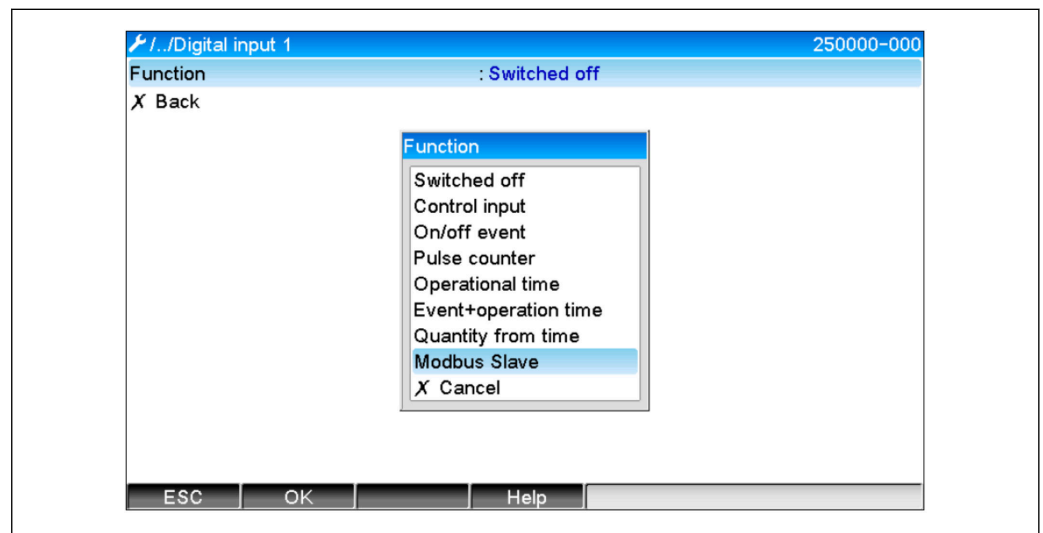 /../Digital input 1 250000-000
Function : Switched off
X Back
Function
Switched off
Control input
On/off event
Pulse counter
Operational time
Event+operation time
Quantity from time
Modbus Slave
X Cancel
ESC OK Help